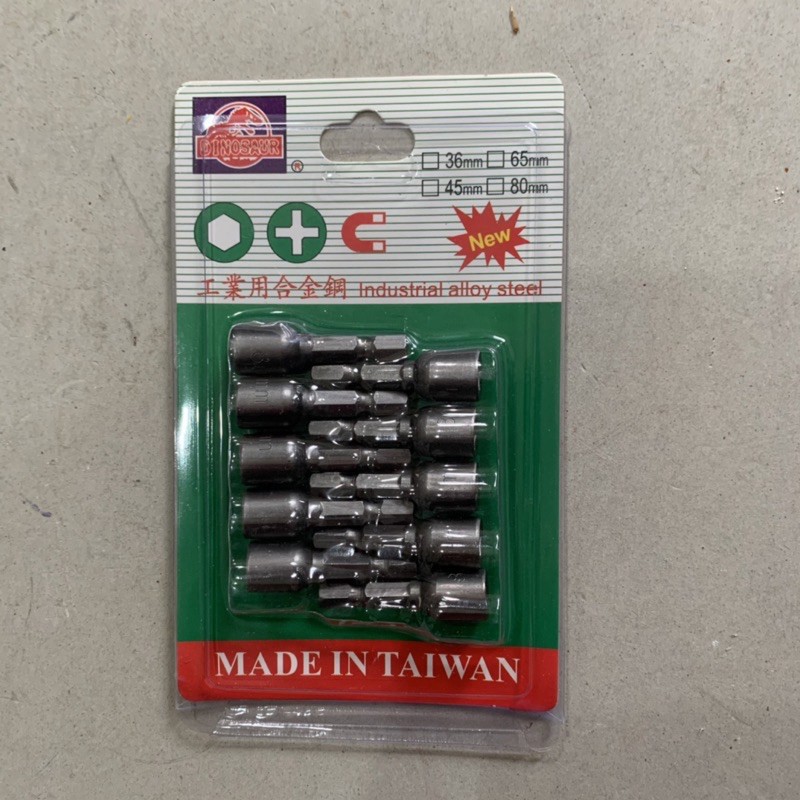 DINOSAUR
®
36mm 65mm
45mm 80mm
New
工業用合金鋼 Industrial alloy steel
MADE IN TAIWAN